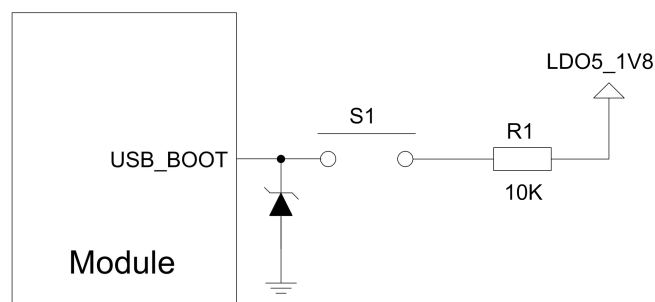 LDO5_1V8
S1
R1
USB_BOOT
10K
Module